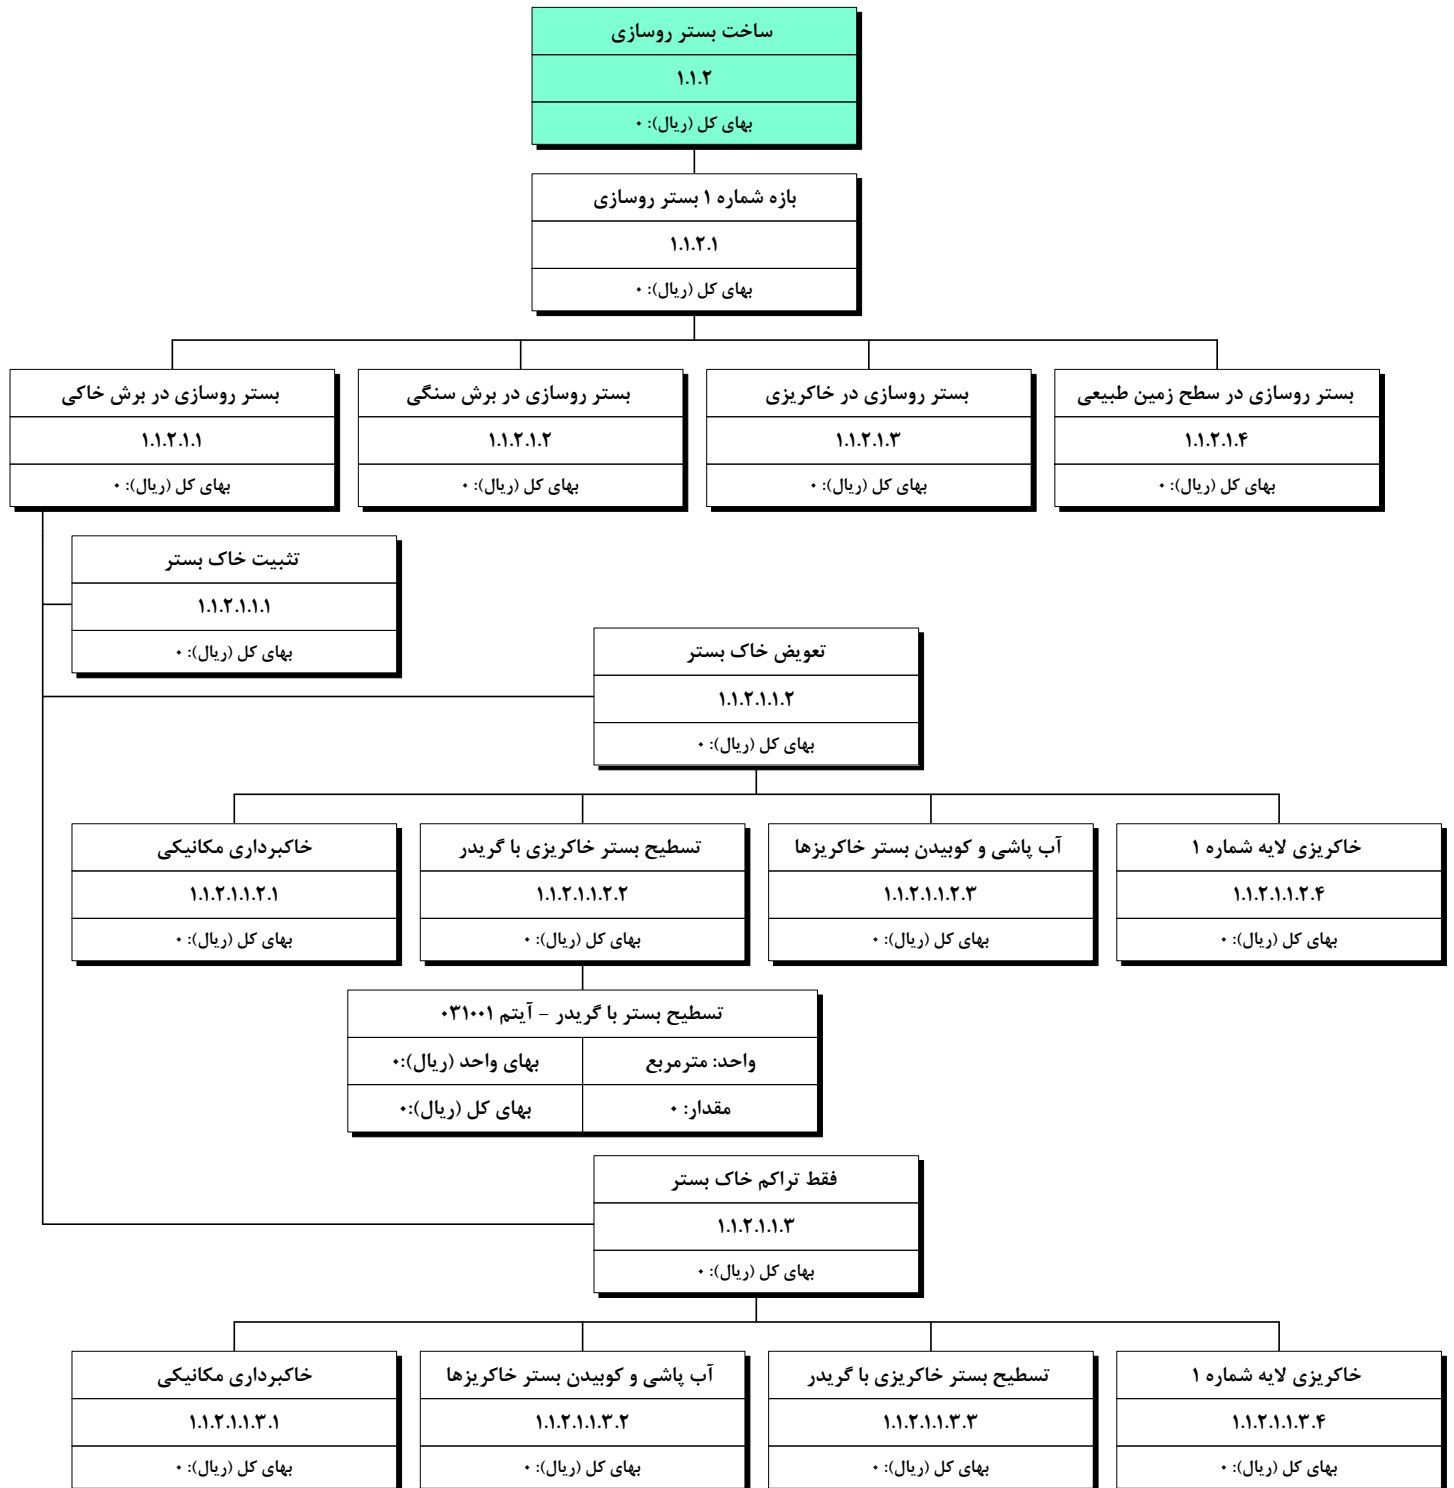 ساخت بستر روسازی
۱.۱.۲
بهای کل (ریال): ۰
بازه شماره ۱ بستر روسازی
۱.۱.۲.۱
بهای کل (ریال): ۰
بستر روسازی در برش خاکی
۱.۱.۲.۱.۱
بهای کل (ریال): ۰
بستر روسازی در برش سنگی
۱.۱.۲.۱.۲
بهای کل (ریال): ۰
بستر روسازی در خاکریزی
۱.۱.۲.۱.۳
بهای کل (ریال): ۰
بستر روسازی در سطح زمین طبیعی
۱.۱.۲.۱.۴
بهای کل (ریال): ۰
تثبیت خاک بستر
۱.۱.۲.۱.۱.۱
بهای کل (ریال): ۰
تعویض خاک بستر
۱.۱.۲.۱.۱.۲
بهای کل (ریال): ۰
خاکبرداری مکانیکی
۱.۱.۲.۱.۱.۲.۱
بهای کل (ریال): ۰
تسطیح بستر خاکریزی با گریدر
۱.۱.۲.۱.۱.۲.۲
بهای کل (ریال): ۰
آب پاشی و کوبیدن بستر خاکریزها
۱.۱.۲.۱.۱.۲.۳
بهای کل (ریال): ۰
خاکریزی لایه شماره ۱
۱.۱.۲.۱.۱.۲.۴
بهای کل (ریال): ۰
تسطیح بستر با گریدر - آیتم ۰۳۱۰۰۱
واحد: مترمربع
بهای واحد (ریال):۰
مقدار: ۰
بهای کل (ریال):۰
فقط تراکم خاک بستر
۱.۱.۲.۱.۱.۳
بهای کل (ریال): ۰
خاکبرداری مکانیکی
۱.۱.۲.۱.۱.۳.۱
بهای کل (ریال): ۰
آب پاشی و کوبیدن بستر خاکریزها
۱.۱.۲.۱.۱.۳.۲
بهای کل (ریال): ۰
تسطیح بستر خاکریزی با گریدر
۱.۱.۲.۱.۱.۳.۳
بهای کل (ریال): ۰
خاکریزی لایه شماره ۱
۱.۱.۲.۱.۱.۳.۴
بهای کل (ریال): ۰